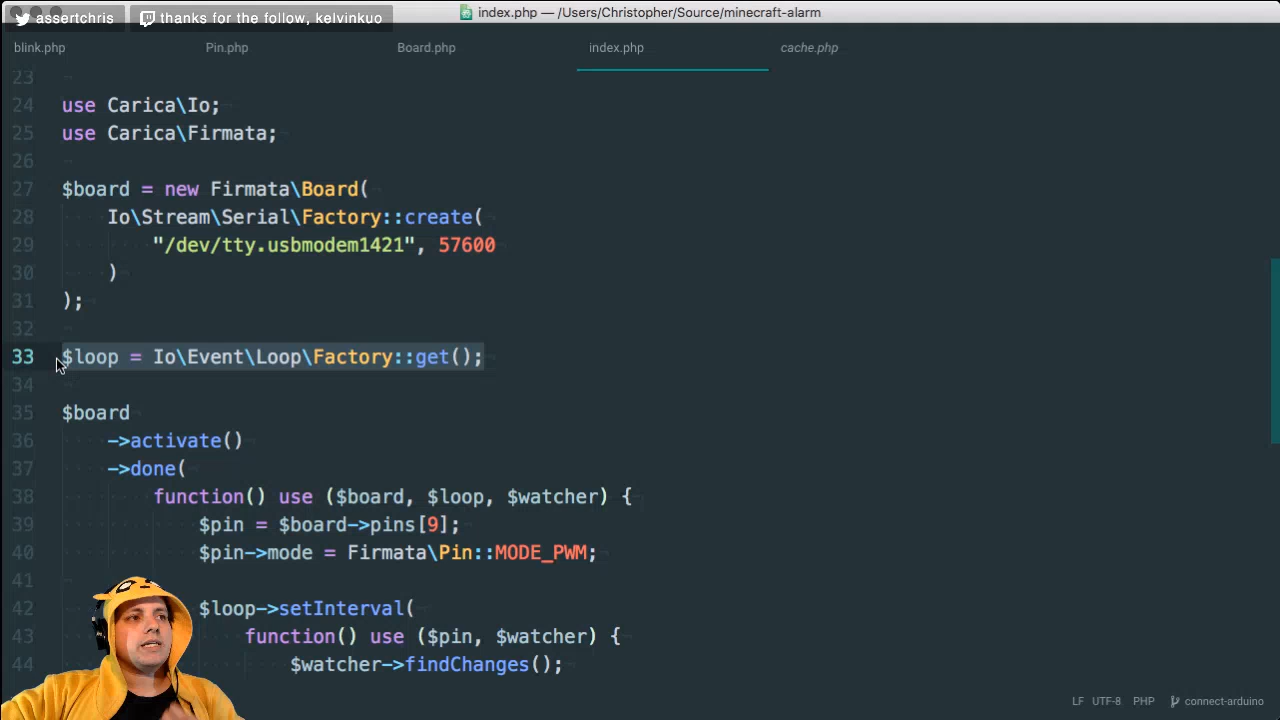 index.php — /Users/Christopher/Source/minecraft-alarm
assertchris thanks for the follow, kelvinkuo
blink.php Pin.php Board.php index.php cache.php
23
24 use Carica\Io;
25 use Carica\Firmata;
26
27 $board = new Firmata\Board(
28 Io\Stream\Serial\Factory::create(
29 "/dev/tty.usbmodem1421", 57600
30 )
31 );
32
33 $loop = Io\Event\Loop\Factory::get();
34
35 $board
36 ->activate()
37 ->done(
38 function() use ($board, $loop, $watcher) {
39 $pin = $board->pins[9];
40 $pin->mode = Firmata\Pin::MODE_PWM;
41
42 $loop->setInterval(
43 function() use ($pin, $watcher) {
44 $watcher->findChanges();
LF UTF-8 PHP connect-arduino